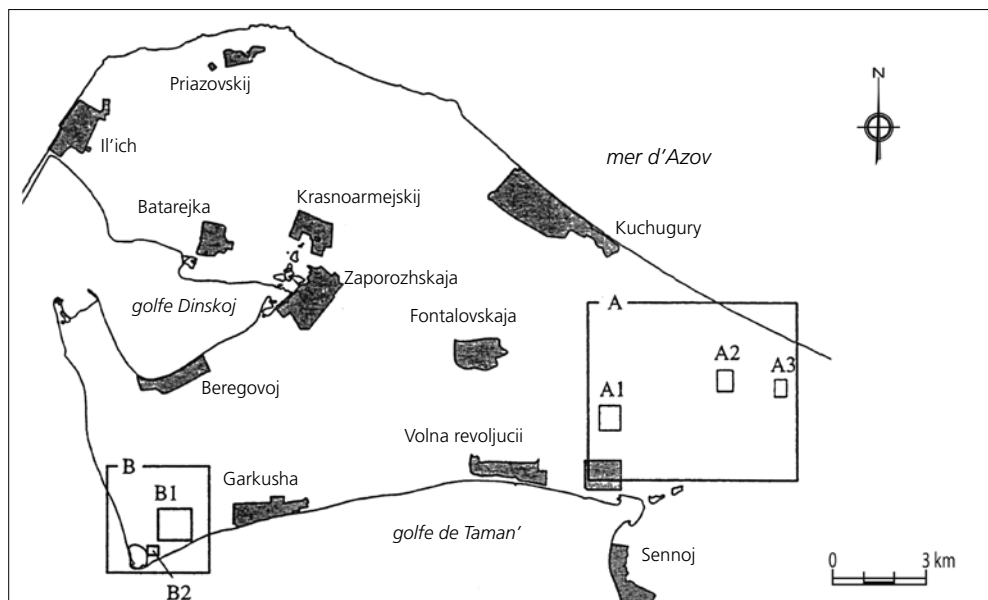 Priazovskij
N
Il'ich
mer d'Azov
Batarejka
Krasnoarmejskij
Kuchugury
Zaporozhskaja
golfe Dinskoj
A
Fontalovskaja
A2
A3
Beregovoj
A1
Volna revoljucii
B
Garkusha
B1
golfe de Taman'
Sennoj
B2
0 3 km